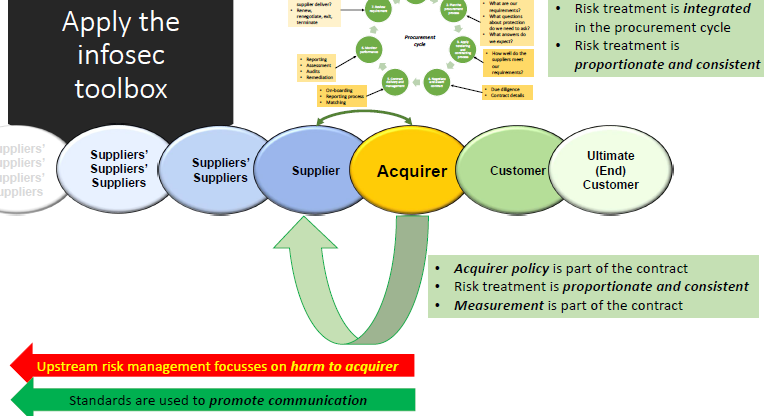 Apply the
infosec
toolbox
supplier deliver?
• Renew,
renegotiate, exit,
terminate
• Reporting
• Assessment
• Audits
• Remediation
• On-boarding
• Reporting process
• Matching
Procurement
cycle
• What are our
requirements?
• What questions
about protection
do we need to ask?
• What answers do
we expect?
• How well do the
suppliers meet
our
requirements?
• Due diligence
• Contract details
• Risk treatment is integrated
in the procurement cycle
• Risk treatment is
proportionate and consistent
Suppliers’
Suppliers’
Suppliers
Suppliers’
Suppliers
Supplier
Acquirer
Customer
Ultimate
(End)
Customer
• Acquirer policy is part of the contract
• Risk treatment is proportionate and consistent
• Measurement is part of the contract
Upstream risk management focusses on harm to acquirer
Standards are used to promote communication